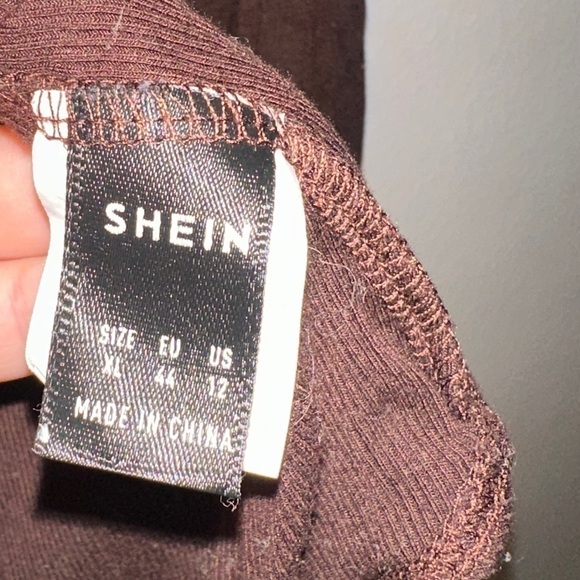 SHEIN
SIZE EU US
XL 44 12
MADE IN CHINA